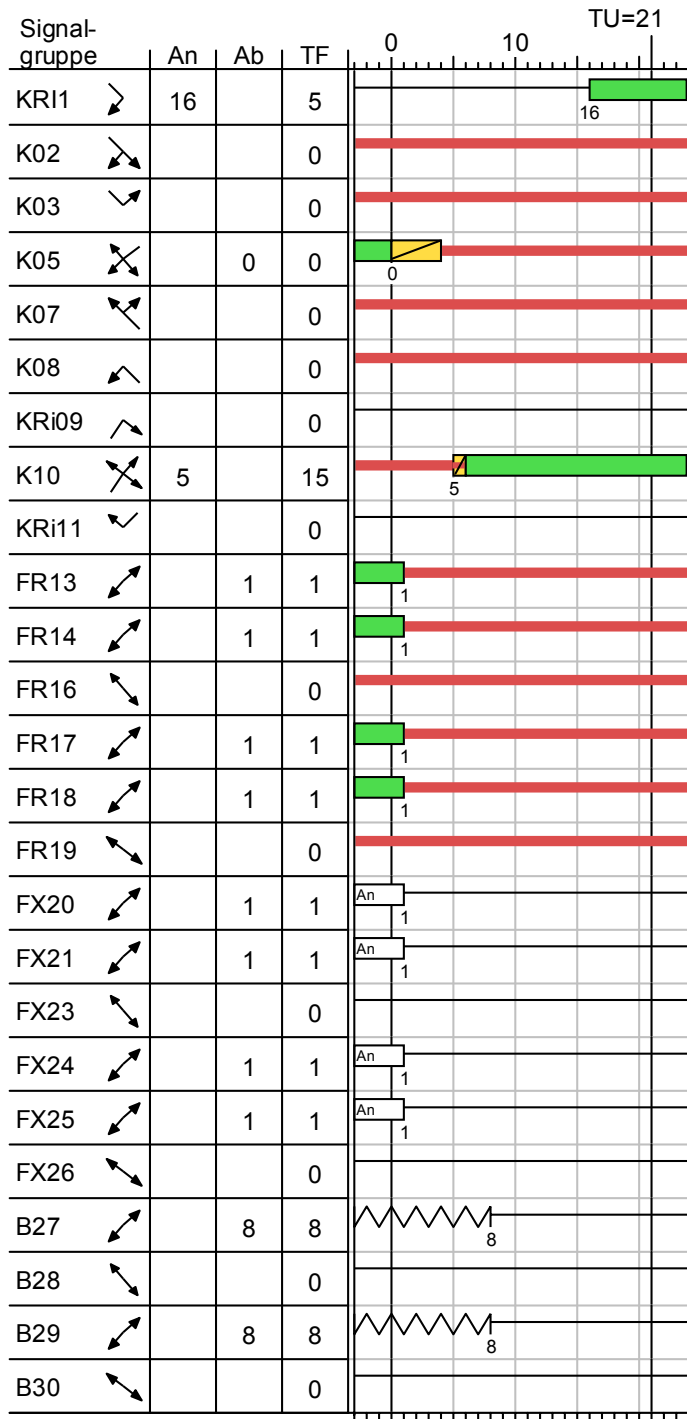 TU=21
Signal-
gruppe An Ab TF 0 10
KRI1 16 5 16
K02 0
K03 0
K05 0 0 0
K07 0
K08 0
KRi09 0
K10 5 15 5
KRi11 0
FR13 1 1 1
FR14 1 1 1
FR16 0
FR17 1 1 1
FR18 1 1 1
FR19 0
FX20 1 1 An 1
FX21 1 1 An 1
FX23 0
FX24 1 1 An 1
FX25 1 1 An 1
FX26 0
B27 8 8 8
B28 0
B29 8 8 8
B30 0